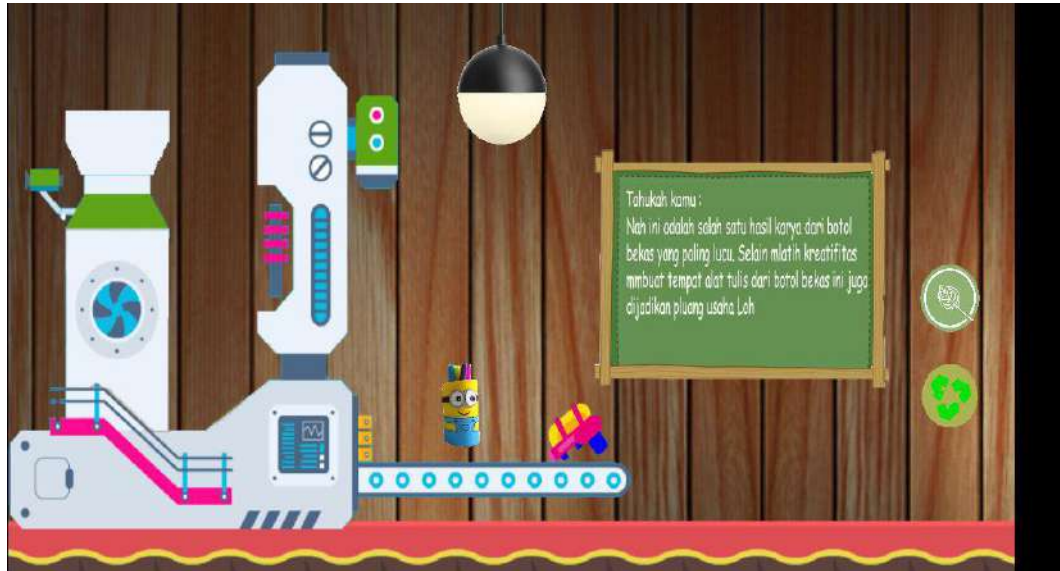 Tahukah kamu :
Nah ini adalah salah satu hasil karya dari botol
bekas yang paling lucu. Selain mlatih kreatifitas
mmbuat tempat alat tulis dari botol bekas ini juga
dijadikan pluang usaha Loh